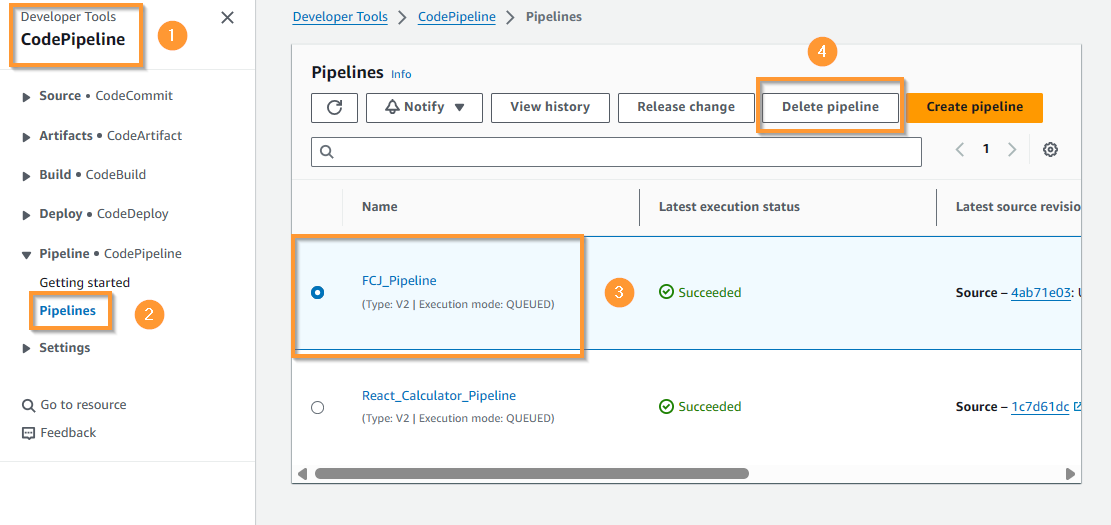 Developer Tools
CodePipeline
1
Source • CodeCommit
Artifacts • CodeArtifact
Build • CodeBuild
Deploy • CodeDeploy
Pipeline • CodePipeline
Getting started
Pipelines
2
Settings
Go to resource
Feedback
Developer Tools > CodePipeline > Pipelines
4
Pipelines Info
Notify View history Release change Delete pipeline Create pipeline
1
Name Latest execution status Latest source revisio
FCJ_Pipeline
(Type: V2 | Execution mode: QUEUED)
3
Succeeded
Source – 4ab71e03: U
React_Calculator_Pipeline
(Type: V2 | Execution mode: QUEUED)
Succeeded
Source – 1c7d61dc